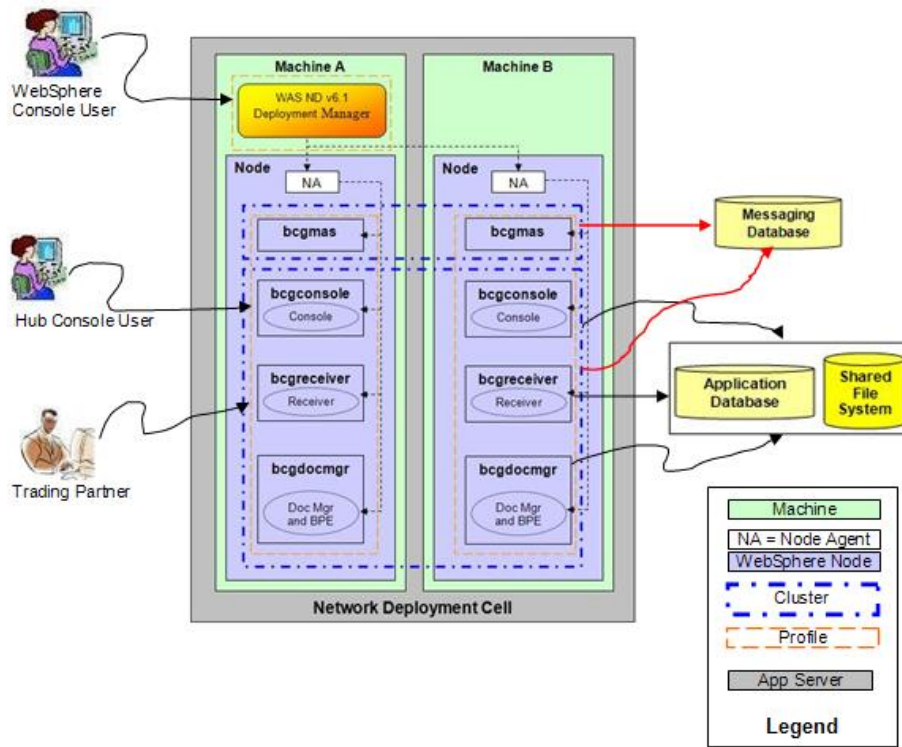 WebSphere
Console User
Hub Console User
Trading Partner
Machine A
WAS ND v6.1
Deployment Manager
Node
NA
bcgmas
bcgconsole
Console
bcgreceiver
Receiver
bcgdocmgr
Doc Mgr
and BPE
Machine B
Node
NA
bcgmas
bcgconsole
Console
bcgreceiver
Receiver
bcgdocmgr
Doc Mgr
and BPE
Network Deployment Cell
Messaging
Database
Application
Database
Shared
File
System
Machine
NA = Node Agent
WebSphere Node
Cluster
Profile
App Server
Legend